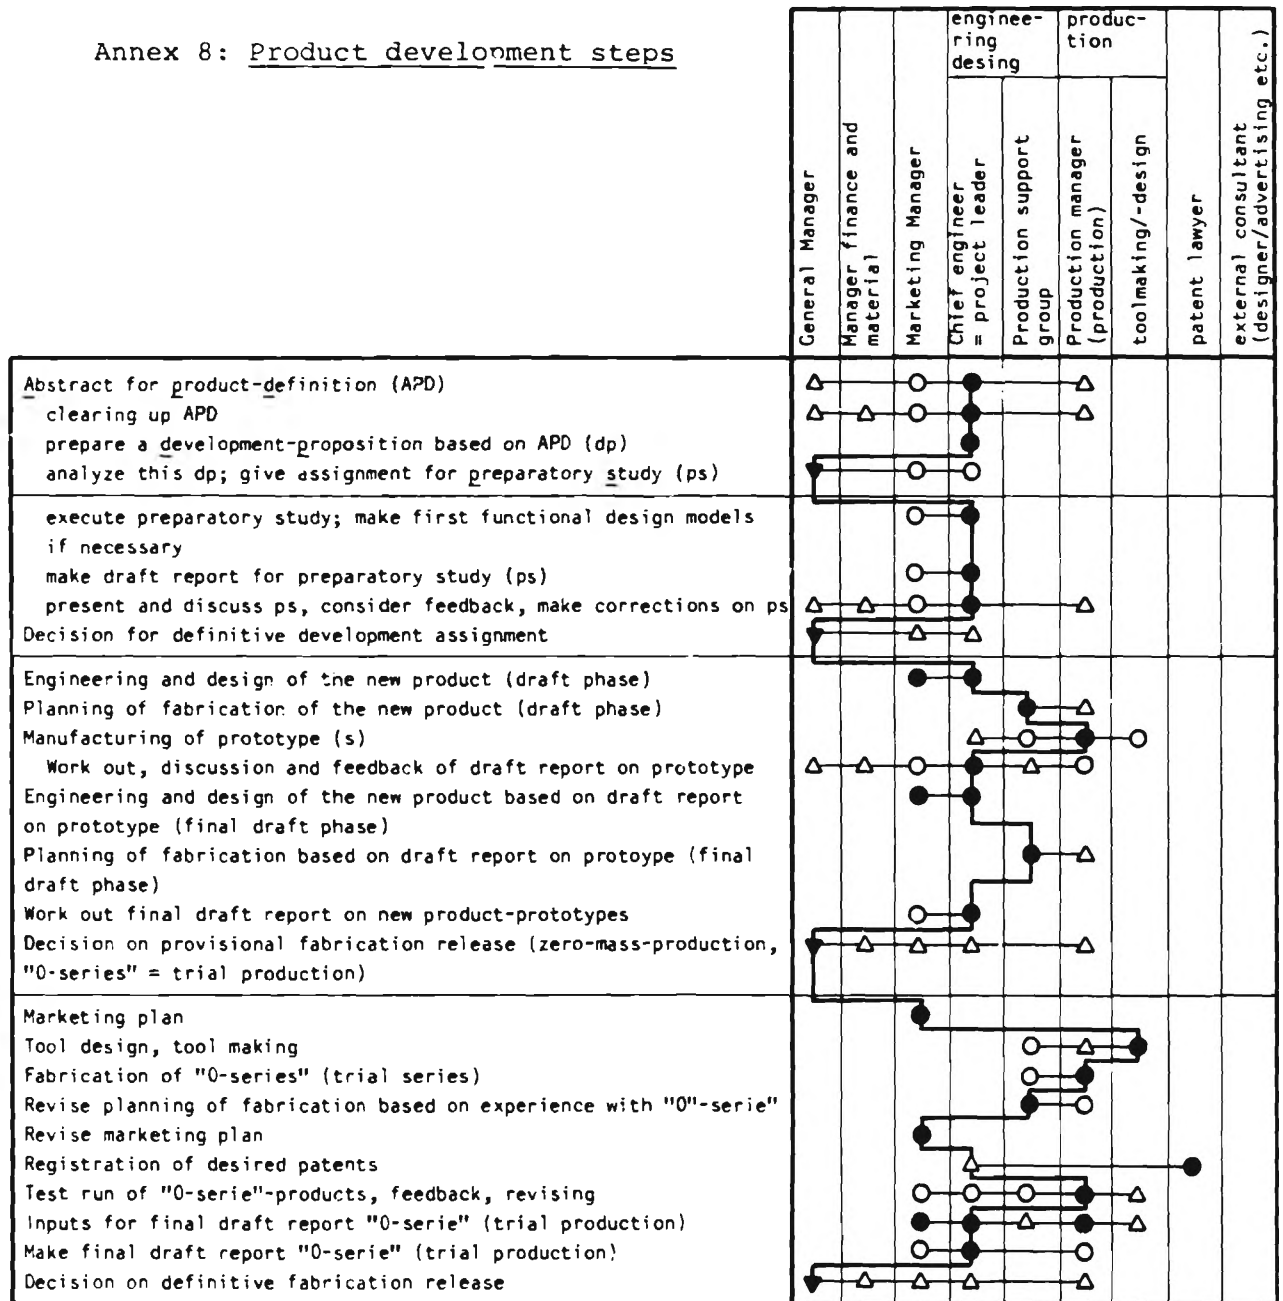 Annex 8: Product development steps
enginee-
ring
desing
produc-
tion
General Manager
Manager finance and
material
Marketing Manager
Chief engineer
= project leader
Production support
group
Production manager
(production)
toolmaking/-design
patent lawyer
external consultant
(designer/advertising etc.)
Abstract for product-definition (APD)
clearing up APD
prepare a development-proposition based on APD (dp)
analyze this dp; give assignment for preparatory study (ps)
execute preparatory study; make first functional design models
if necessary
make draft report for preparatory study (ps)
present and discuss ps, consider feedback, make corrections on ps
Decision for definitive development assignment
Engineering and design of the new product (draft phase)
Planning of fabrication of the new product (draft phase)
Manufacturing of prototype (s)
Work out, discussion and feedback of draft report on prototype
Engineering and design of the new product based on draft report
on prototype (final draft phase)
Planning of fabrication based on draft report on protoype (final
draft phase)
Work out final draft report on new product-prototypes
Decision on provisional fabrication release (zero-mass-production,
"0-series" = trial production)
Marketing plan
Tool design, tool making
Fabrication of "0-series" (trial series)
Revise planning of fabrication based on experience with "0"-serie"
Revise marketing plan
Registration of desired patents
Test run of "0-serie"-products, feedback, revising
Inputs for final draft report "0-serie" (trial production)
Make final draft report "0-serie" (trial production)
Decision on definitive fabrication release